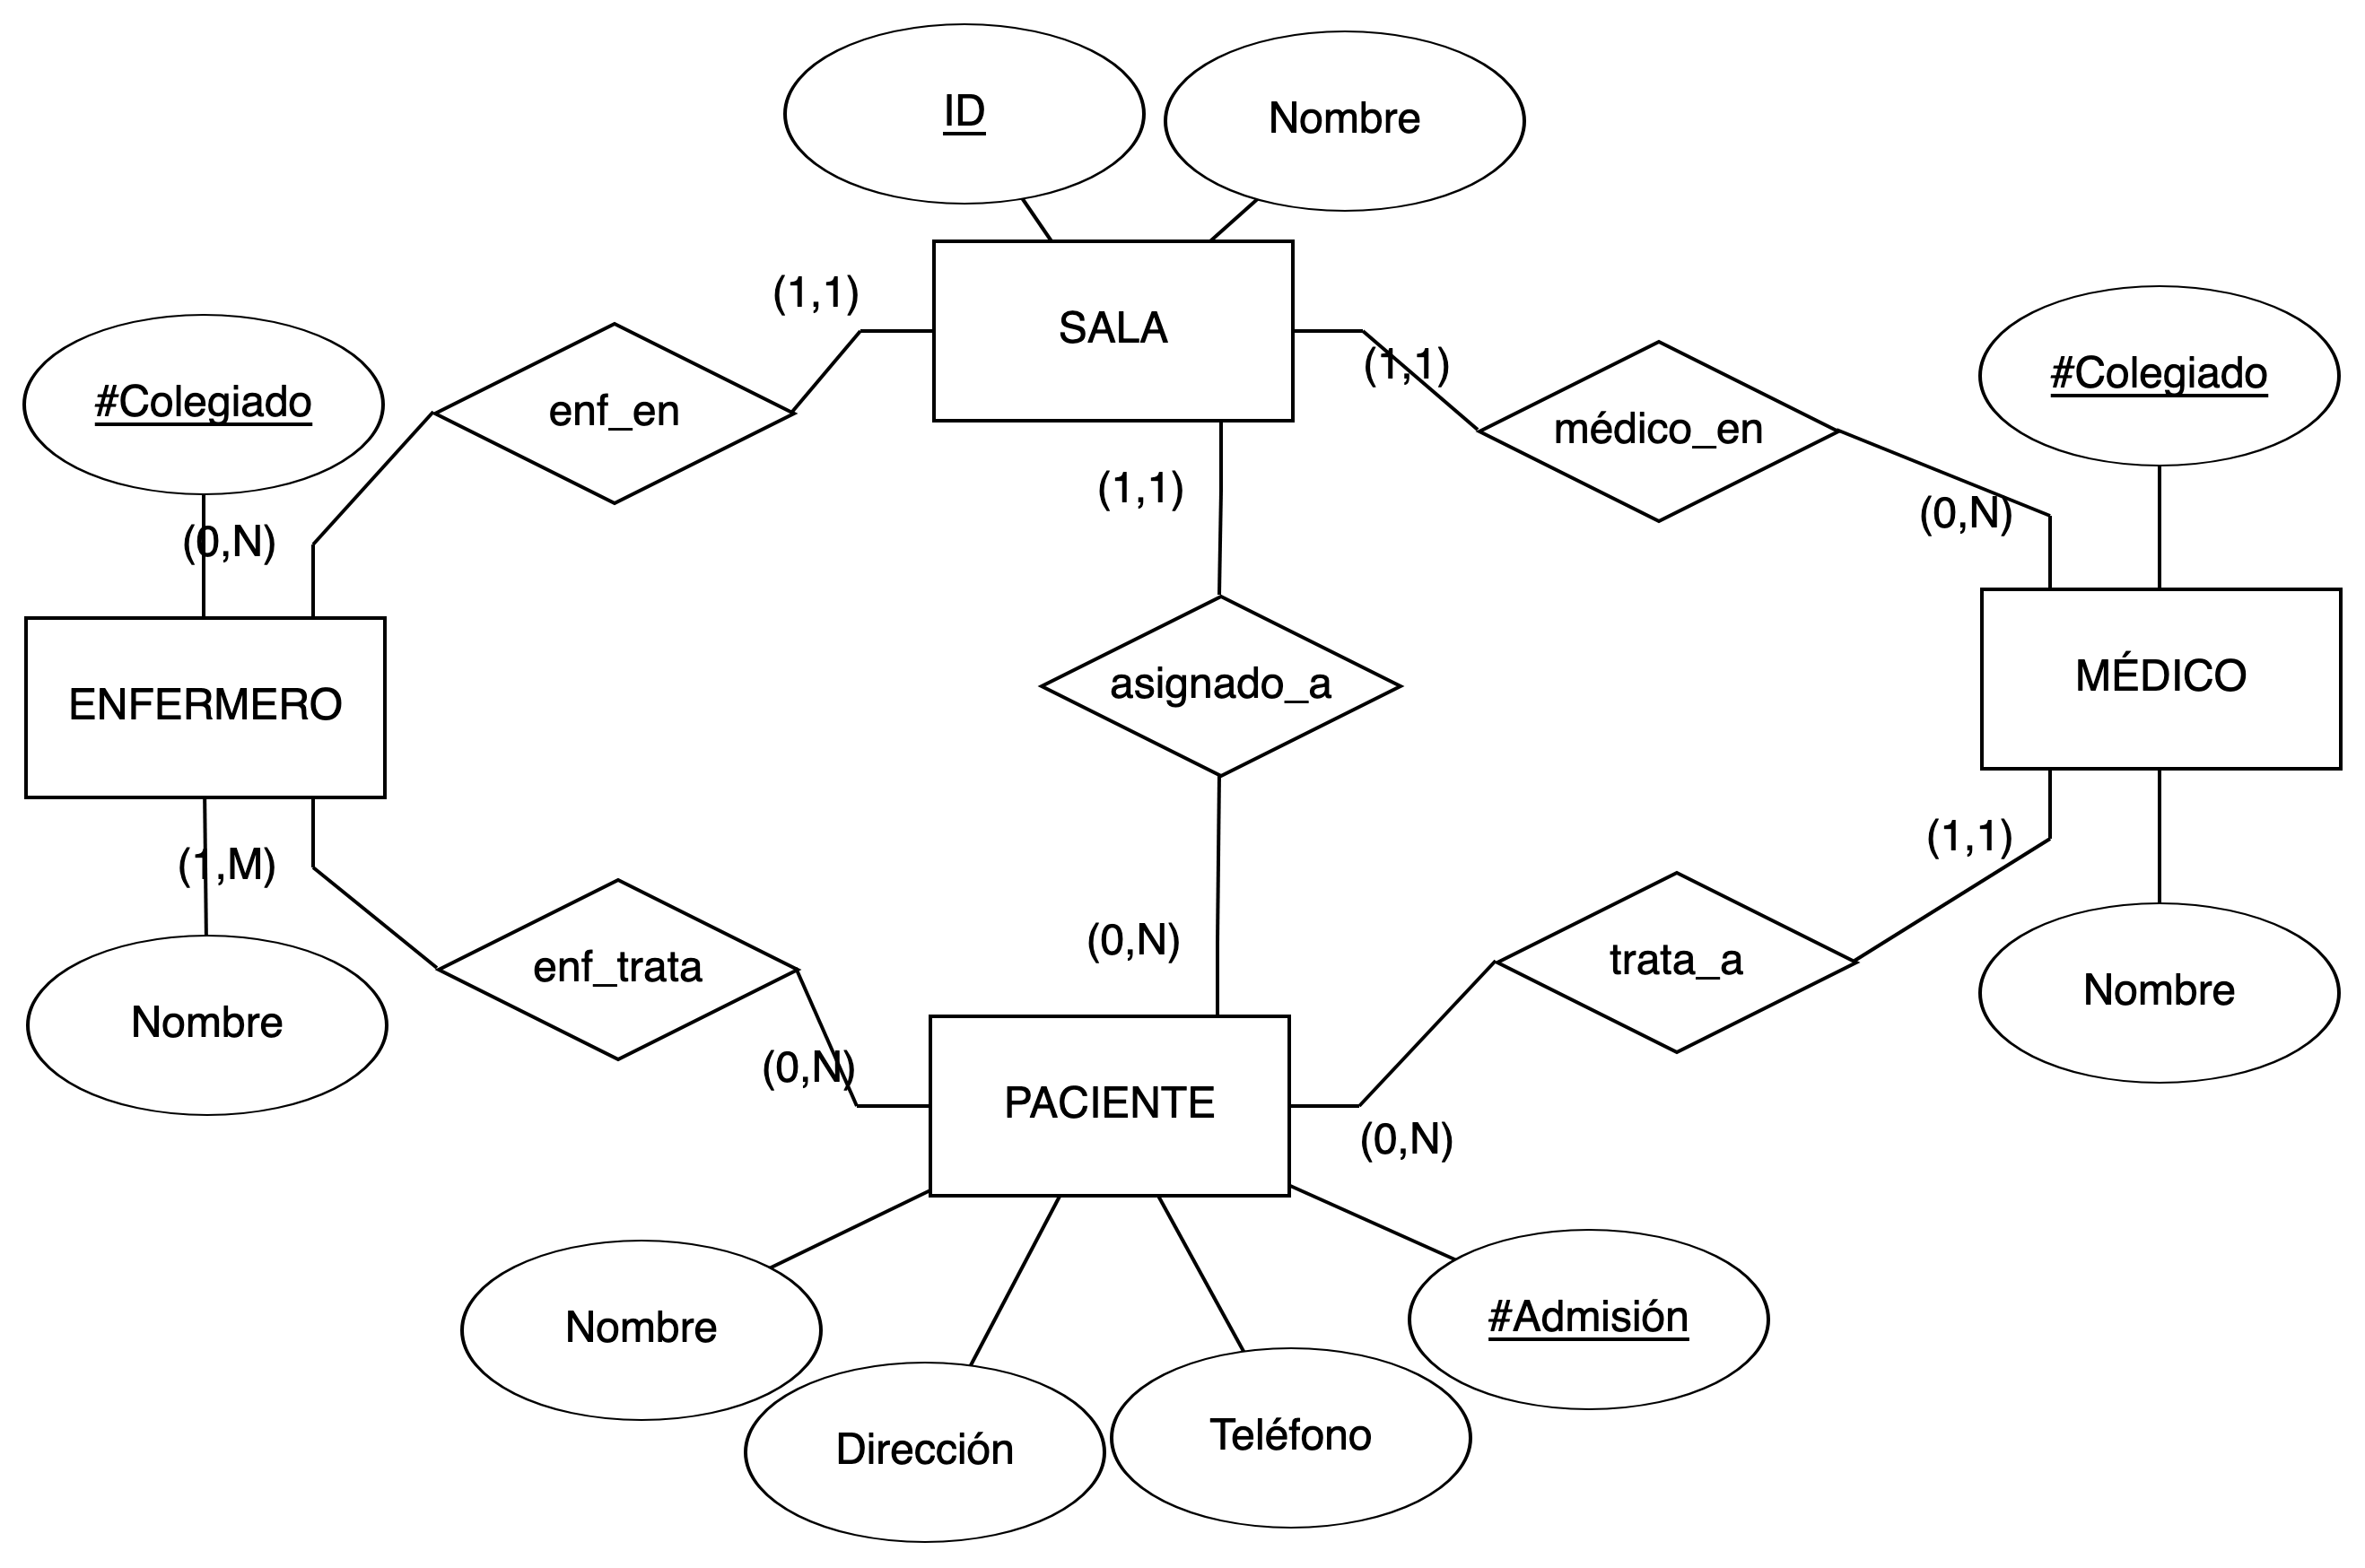 ID
Nombre
(1,1)
SALA
(1,1)
#Colegiado
enf_en
médico_en
#Colegiado
(1,1)
(0,N)
(0,N)
ENFERMERO
asignado_a
MÉDICO
(1,M)
(1,1)
(0,N)
enf_trata
trata_a
Nombre
Nombre
(0,N)
PACIENTE
(0,N)
Nombre
#Admisión
Dirección
Teléfono